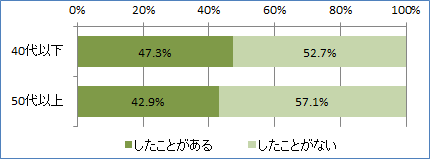 0% 20% 40% 60% 80% 100%
40代以下 47.3% 52.7%
50代以上 42.9% 57.1%
したことがある したことがない